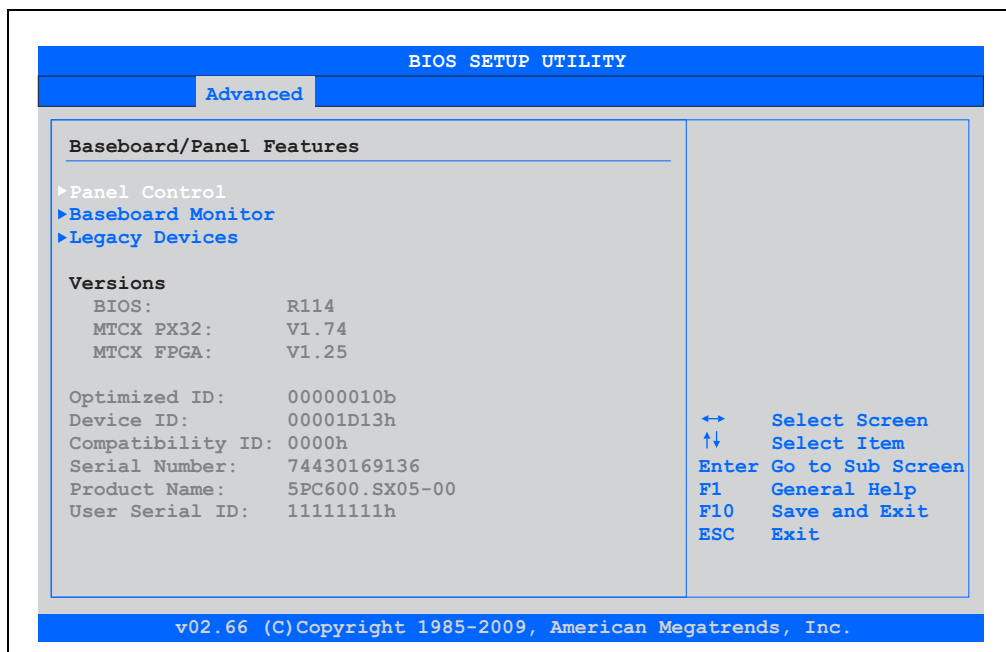 BIOS SETUP UTILITY
Advanced
Baseboard/Panel Features
Panel Control
Baseboard Monitor
Legacy Devices
Versions
BIOS: R114
MTCX PX32: V1.74
MTCX FPGA: V1.25
Optimized ID: 00000010b
Device ID: 00001D13h
Compatibility ID: 0000h
Serial Number: 74430169136
Product Name: 5PC600.SX05-00
User Serial ID: 11111111h
↔ Select Screen
↑↓ Select Item
Enter Go to Sub Screen
F1 General Help
F10 Save and Exit
ESC Exit
v02.66 (C)Copyright 1985-2009, American Megatrends, Inc.